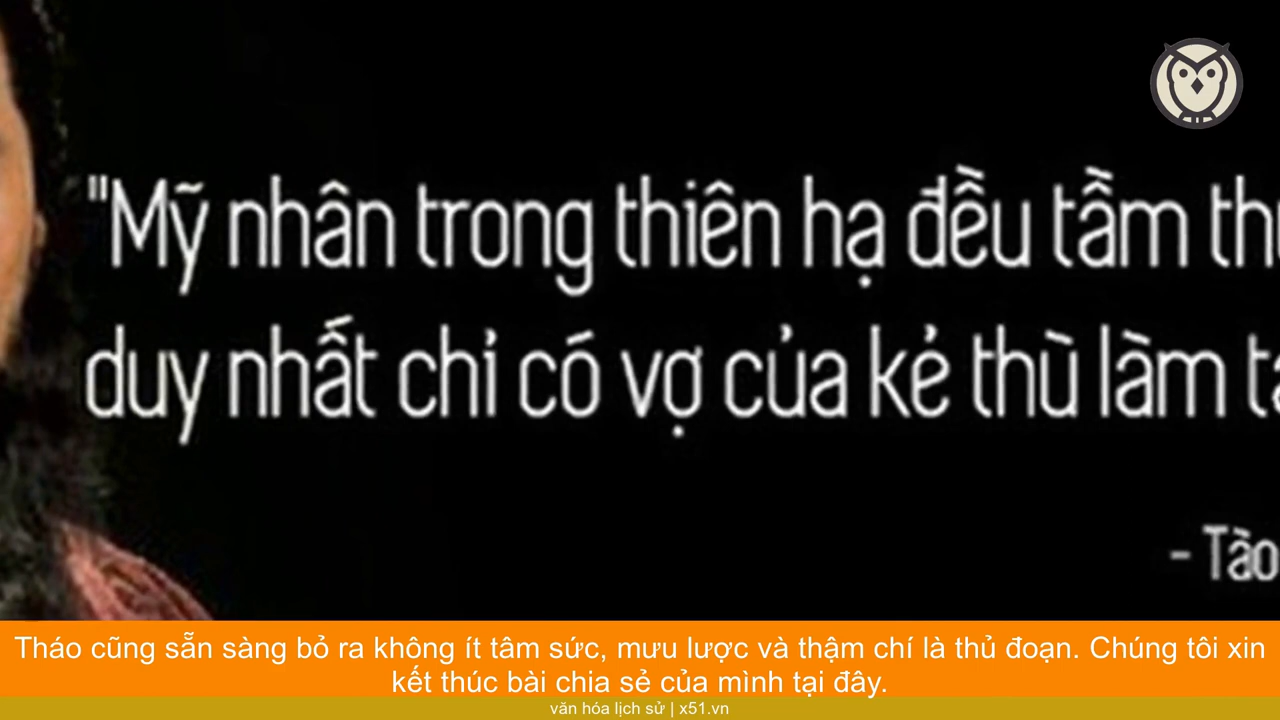 "Mỹ nhân trong thiên hạ đều tầm
duy nhất chỉ có vợ của kẻ thù làm
- Tào
Tháo cũng sẵn sàng bỏ ra không ít tâm sức, mưu lược và thậm chí là thủ đoạn. Chúng tôi xin
kết thúc bài chia sẻ của mình tại đây.
văn hóa lịch sử | x51.vn